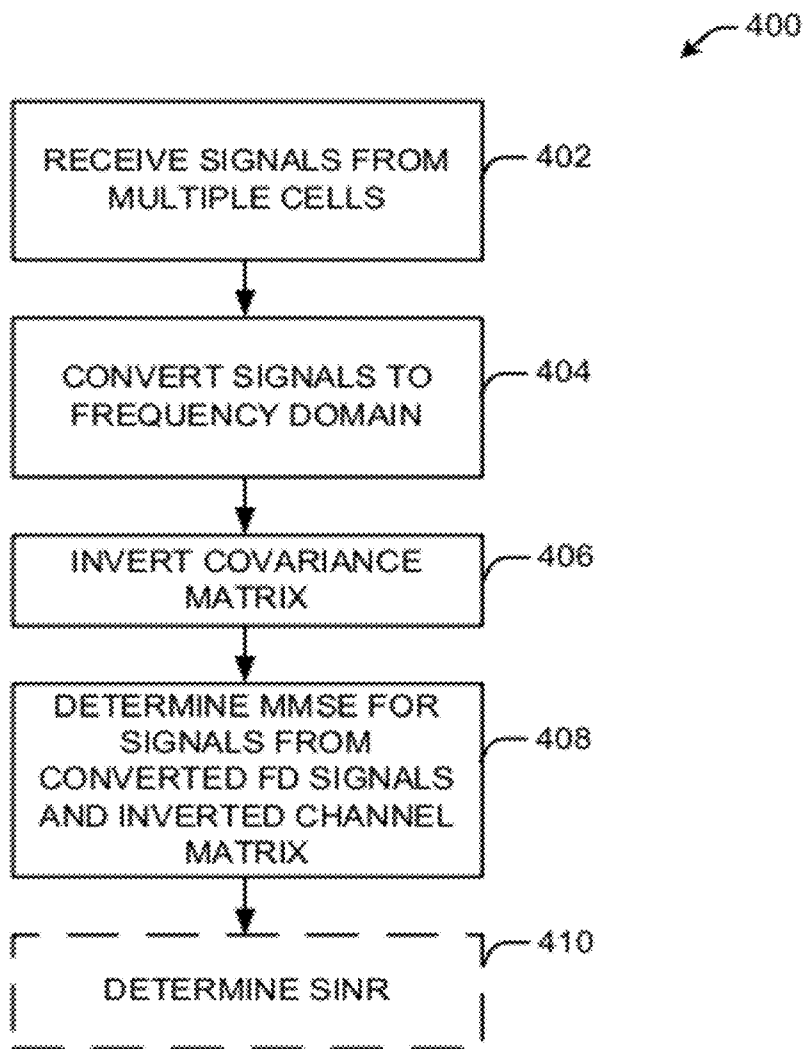 400
RECEIVE SIGNALS FROM
MULTIPLE CELLS
402
CONVERT SIGNALS TO
FREQUENCY DOMAIN
404
INVERT COVARIANCE
MATRIX
406
DETERMINE MMSE FOR
SIGNALS FROM
CONVERTED FD SIGNALS
AND INVERTED CHANNEL
MATRIX
408
DETERMINE SINR
410